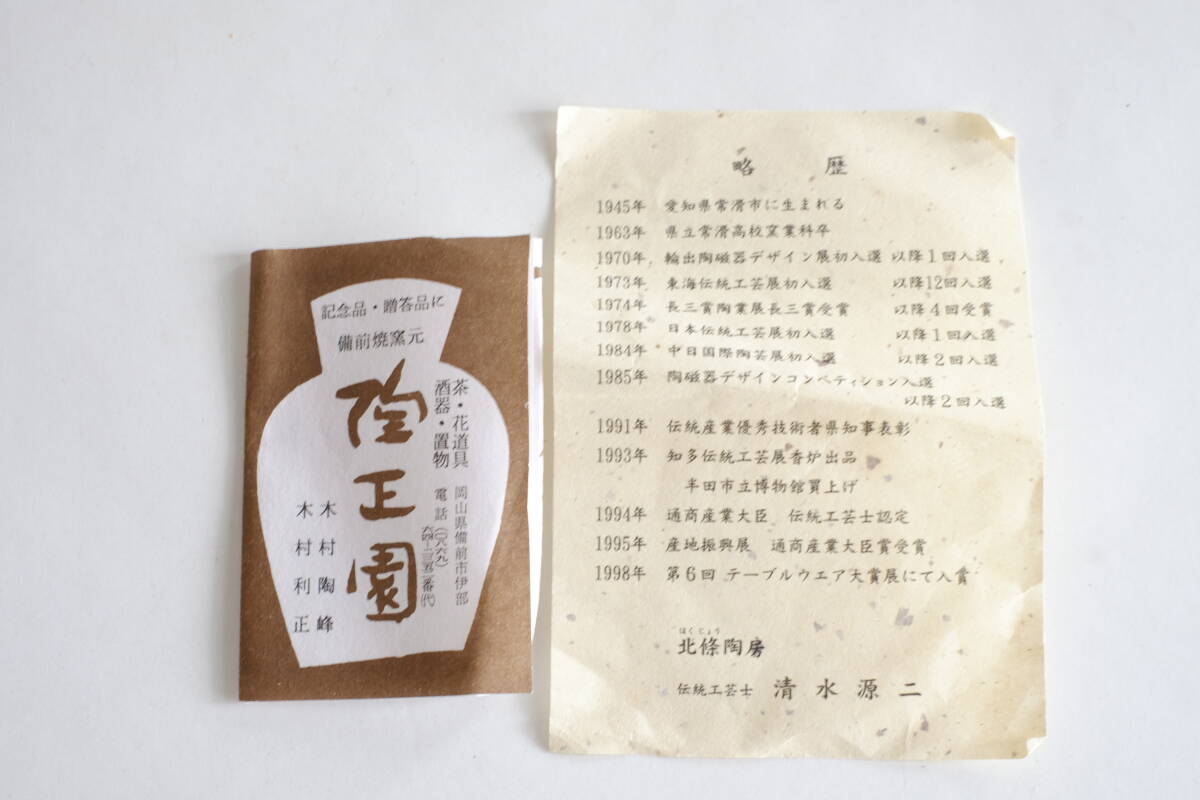 記念品・贈答品に
備前焼窯元
陶正園
茶・花道具
酒器・置物
岡山県備前市伊部
電話(〇八六九)
木村陶峰
木村利正
略歴
1945年 愛知県常滑市に生まれる
1963年 県立常滑高校窯業科卒
1970年 輸出陶磁器デザイン展初入選 以降1回入選
1973年 東海伝統工芸展初入選 以降12回入選
1974年 長三賞陶業展長三賞受賞 以降4回受賞
1978年 日本伝統工芸展初入選 以降1回入選
1984年 中日国際陶芸展初入選 以降2回入選
1985年 陶磁器デザインコンペティション入選
以降2回入選
1991年 伝統産業優秀技術者県知事表彰
1993年 知多伝統工芸展香炉出品
半田市立博物館買上げ
1994年 通商産業大臣 伝統工芸士認定
1995年 産地振興展 通商産業大臣賞受賞
1998年 第6回 テーブルウエア大賞展にて入賞
ほくじょう
北條陶房
伝統工芸士 清水源二